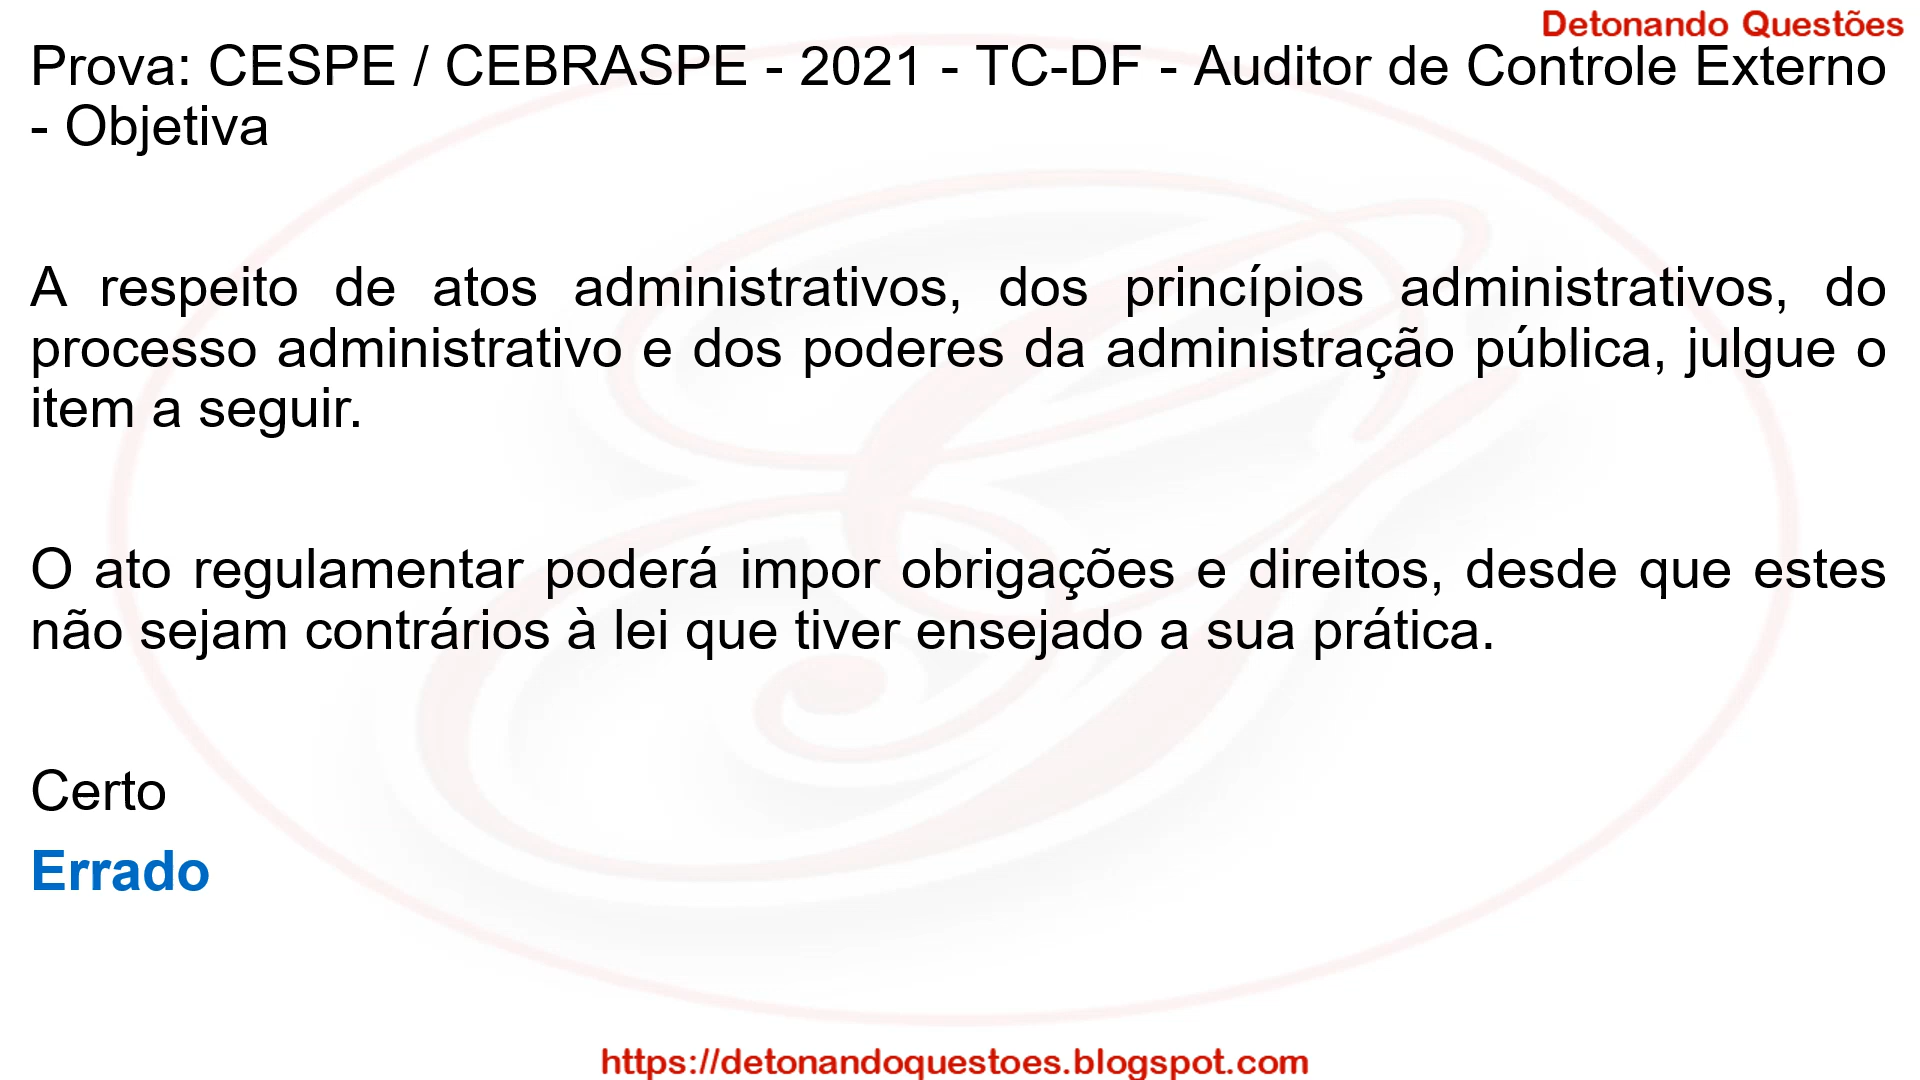 Detonando Questões
Prova: CESPE / CEBRASPE - 2021 - TC-DF - Auditor de Controle Externo
- Objetiva
A respeito de atos administrativos, dos princípios administrativos, do
processo administrativo e dos poderes da administração pública, julgue o
item a seguir.
O ato regulamentar poderá impor obrigações e direitos, desde que estes
não sejam contrários à lei que tiver ensejado a sua prática.
Certo
Errado
https://detonandoquestoes.blogspot.com